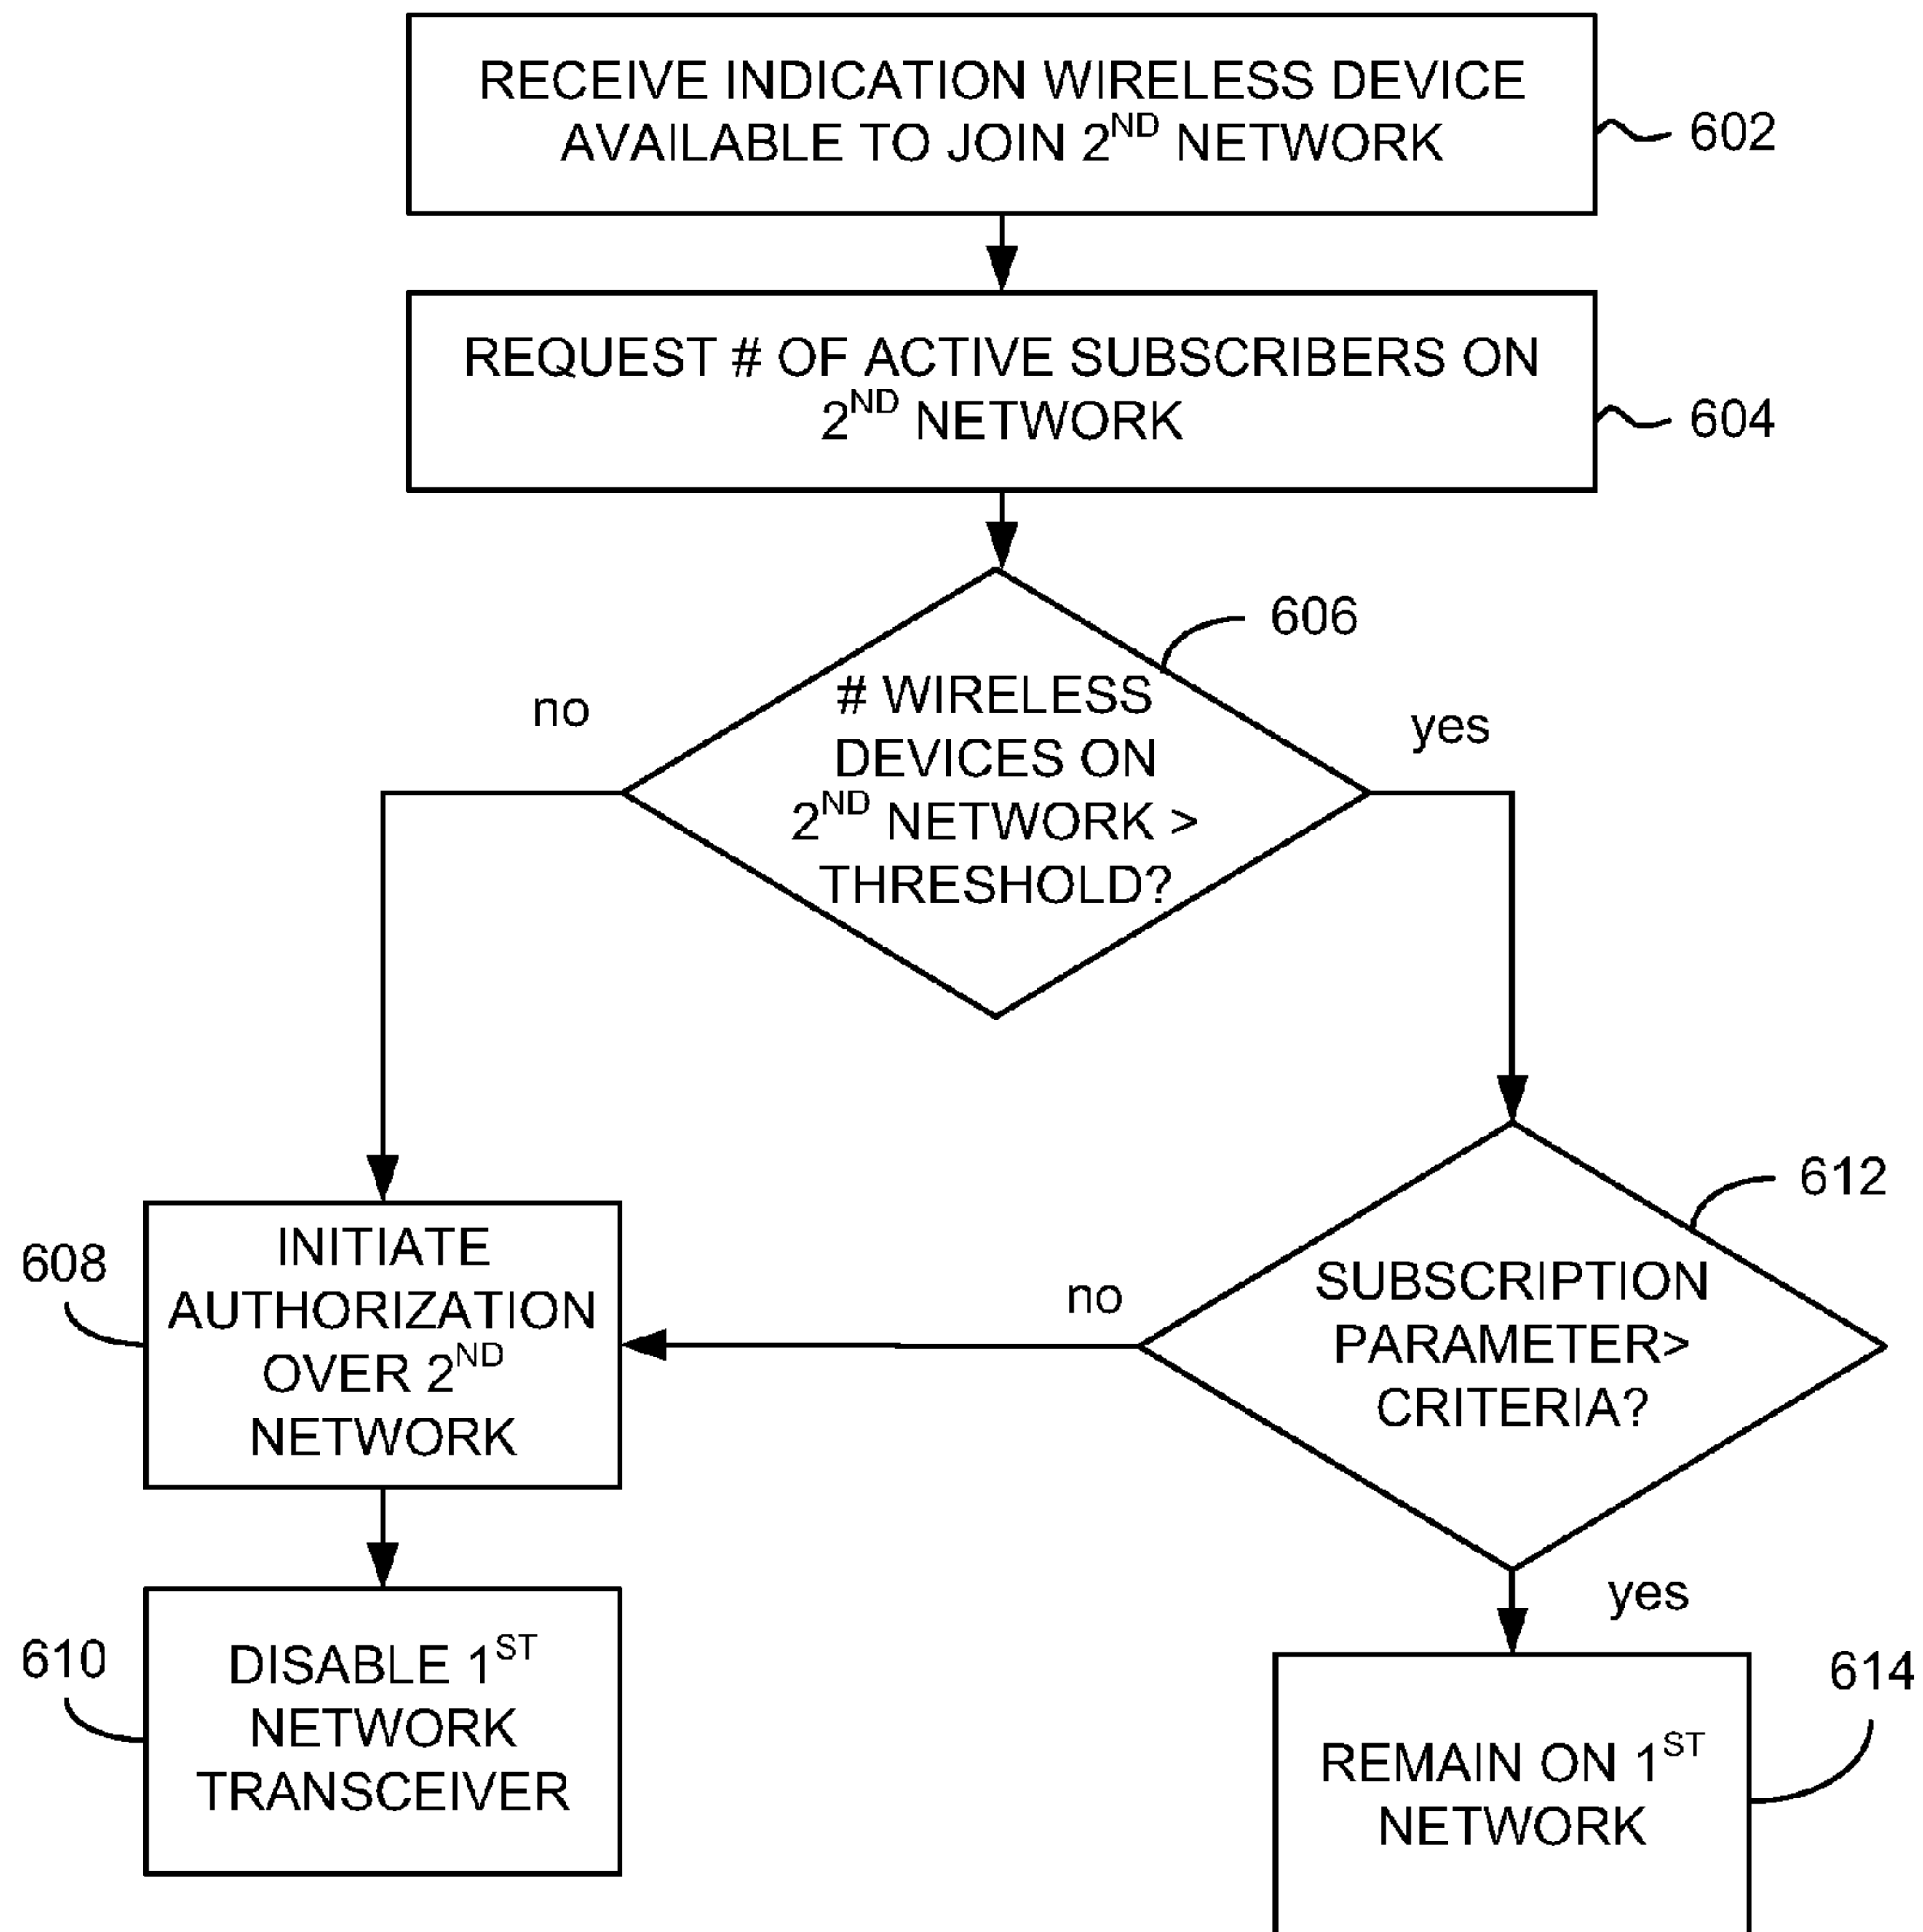 RECEIVE INDICATION WIRELESS DEVICE
AVAILABLE TO JOIN 2ND NETWORK
602
REQUEST # OF ACTIVE SUBSCRIBERS ON
2ND NETWORK
604
606
# WIRELESS
DEVICES ON
2ND NETWORK >
THRESHOLD?
no
yes
608
INITIATE
AUTHORIZATION
OVER 2ND
NETWORK
612
SUBSCRIPTION
PARAMETER>
CRITERIA?
no
yes
610
DISABLE 1ST
NETWORK
TRANSCEIVER
614
REMAIN ON 1ST
NETWORK